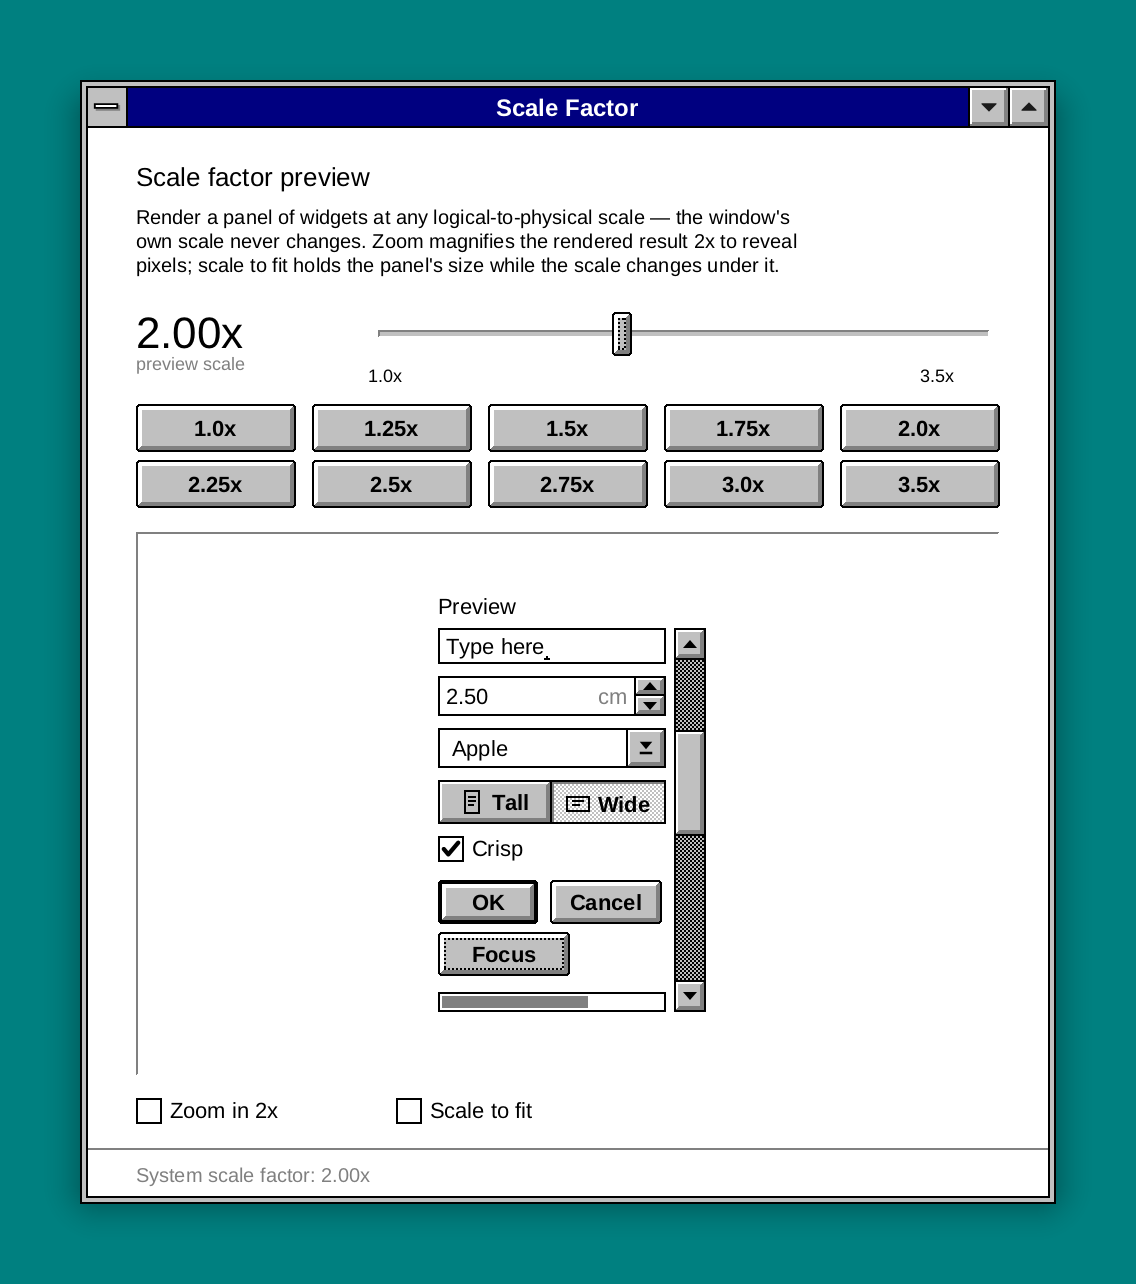 Scale Factor
Scale factor preview
Render a panel of widgets at any logical-to-physical scale — the window's
own scale never changes. Zoom magnifies the rendered result 2x to reveal
pixels; scale to fit holds the panel's size while the scale changes under it.
2.00x
preview scale
1.0x 3.5x
1.0x 1.25x 1.5x 1.75x 2.0x
2.25x 2.5x 2.75x 3.0x 3.5x
Preview
Type here
2.50 cm
Apple
Tall Wide
Crisp
OK Cancel
Focus
Zoom in 2x Scale to fit
System scale factor: 2.00x